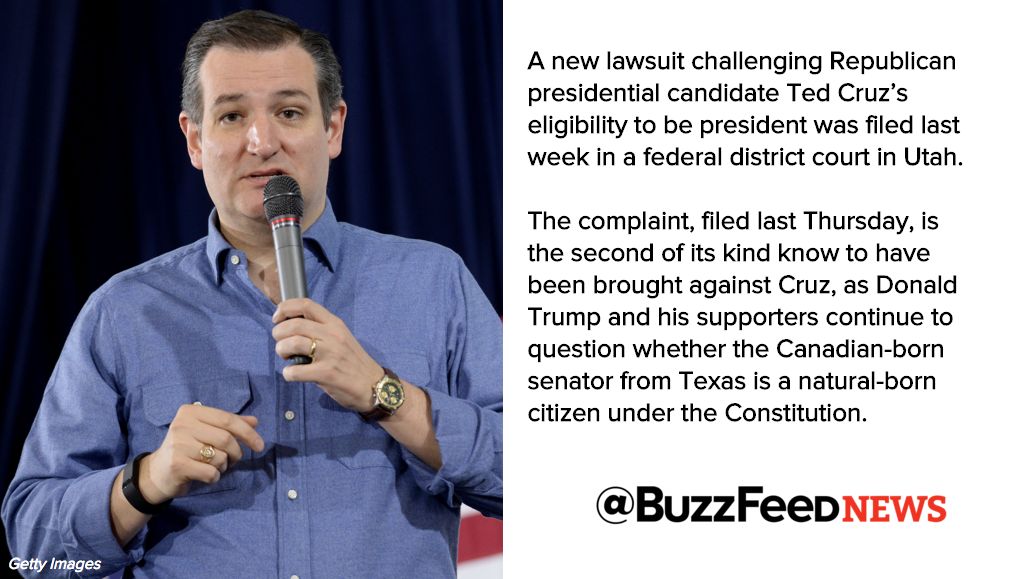 A new lawsuit challenging Republican
presidential candidate Ted Cruz’s
eligibility to be president was filed last
week in a federal district court in Utah.
The complaint, filed last Thursday, is
the second of its kind know to have
been brought against Cruz, as Donald
Trump and his supporters continue to
question whether the Canadian-born
senator from Texas is a natural-born
citizen under the Constitution.
@BuzzFeedNEWS
Getty Images